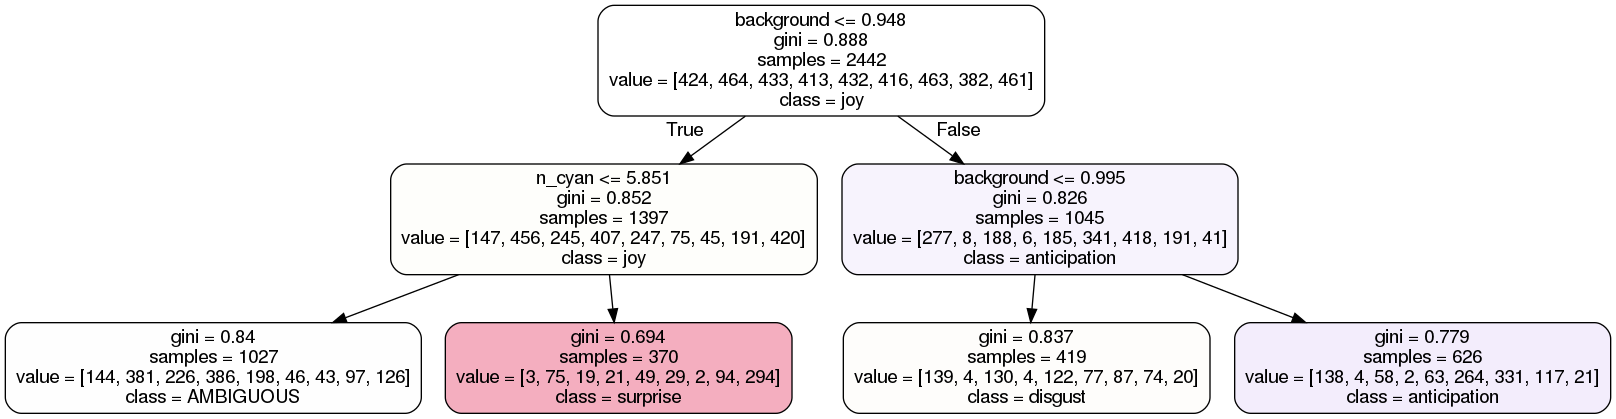 background <= 0.948
gini = 0.888
samples = 2442
value = [424, 464, 433, 413, 432, 416, 463, 382, 461]
class = joy
True
False
n_cyan <= 5.851
gini = 0.852
samples = 1397
value = [147, 456, 245, 407, 247, 75, 45, 191, 420]
class = joy
background <= 0.995
gini = 0.826
samples = 1045
value = [277, 8, 188, 6, 185, 341, 418, 191, 41]
class = anticipation
gini = 0.84
samples = 1027
value = [144, 381, 226, 386, 198, 46, 43, 97, 126]
class = AMBIGUOUS
gini = 0.694
samples = 370
value = [3, 75, 19, 21, 49, 29, 2, 94, 294]
class = surprise
gini = 0.837
samples = 419
value = [139, 4, 130, 4, 122, 77, 87, 74, 20]
class = disgust
gini = 0.779
samples = 626
value = [138, 4, 58, 2, 63, 264, 331, 117, 21]
class = anticipation